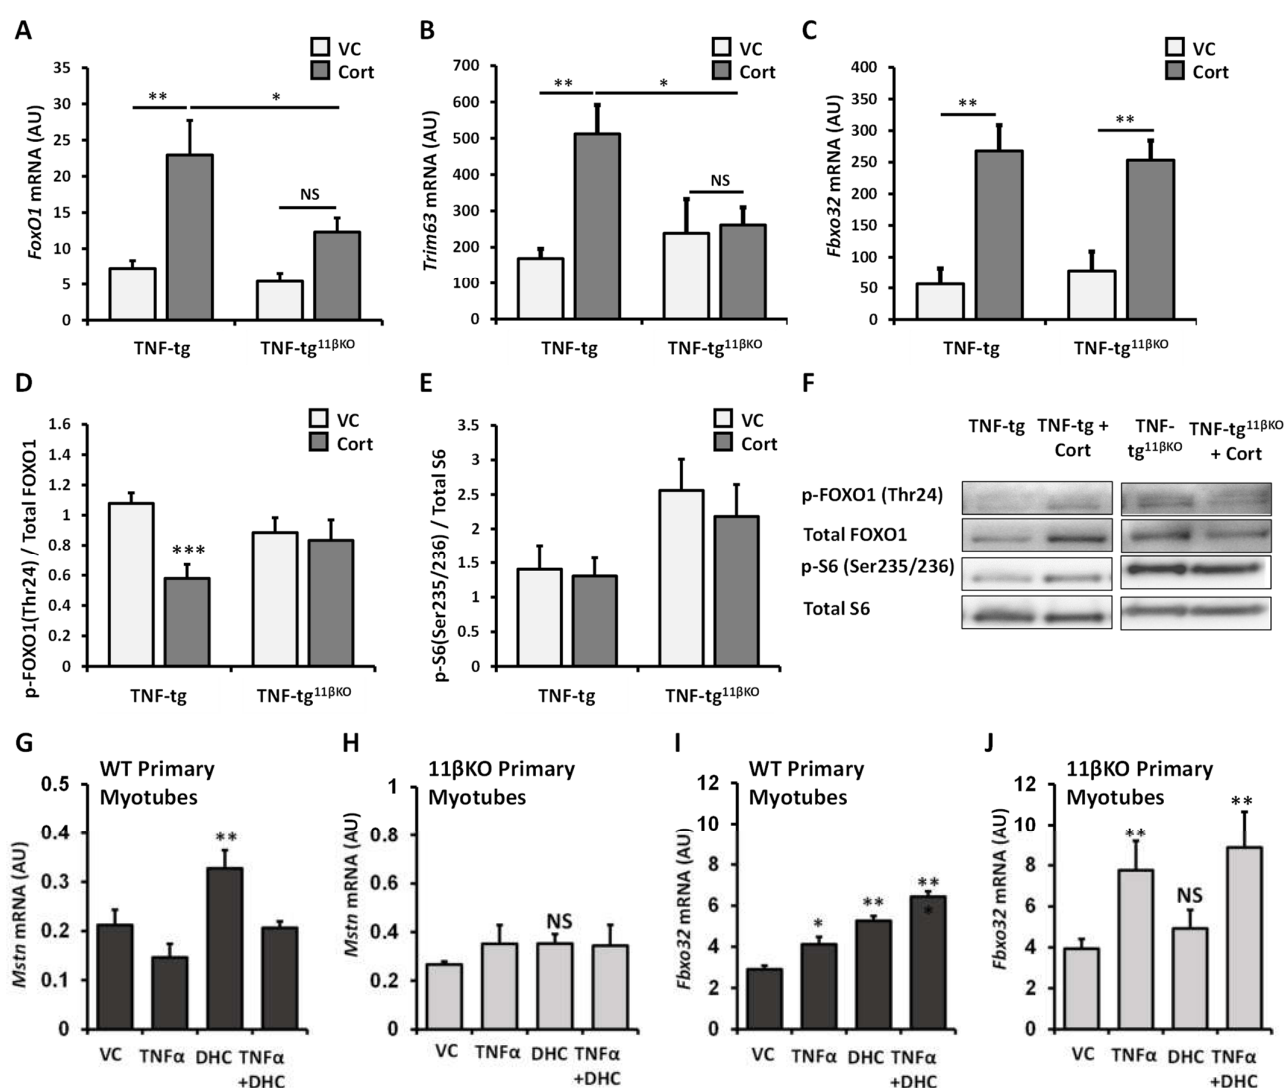 A
VC
Cort
FoxO1 mRNA (AU)
35
30
25
20
15
10
5
0
**
*
NS
TNF-tg
TNF-tg11βKO
B
VC
Cort
Trim63 mRNA (AU)
700
600
500
400
300
200
100
0
**
*
NS
TNF-tg
TNF-tg11βKO
C
VC
Cort
Fbxo32 mRNA (AU)
400
350
300
250
200
150
100
50
0
**
**
TNF-tg
TNF-tg11βKO
D
VC
Cort
p-FOXO1(Thr24) / Total FOXO1
1.6
1.4
1.2
1
0.8
0.6
0.4
0.2
0
***
TNF-tg
TNF-tg11βKO
E
VC
Cort
p-S6(Ser235/236) / Total S6
3.5
3
2.5
2
1.5
1
0.5
0
TNF-tg
TNF-tg11βKO
F
TNF-tg
TNF-tg +
Cort
TNF-
tg11βKO
TNF-tg11βKO
+ Cort
p-FOXO1 (Thr24)
Total FOXO1
p-S6 (Ser235/236)
Total S6
G
WT Primary
Myotubes
Mstn mRNA (AU)
0.5
0.4
0.3
0.2
0.1
0
**
VC
TNFα
DHC
TNFα
+DHC
H
11βKO Primary
Myotubes
Mstn mRNA (AU)
1
0.8
0.6
0.4
0.2
0
NS
VC
TNFα
DHC
TNFα
+DHC
I
WT Primary
Myotubes
Fbxo32 mRNA (AU)
12
10
8
6
4
2
0
*
**
**
*
VC
TNFα
DHC
TNFα
+DHC
J
11βKO Primary
Myotubes
Fbxo32 mRNA (AU)
12
10
8
6
4
2
0
**
NS
**
VC
TNFα
DHC
TNFα
+DHC